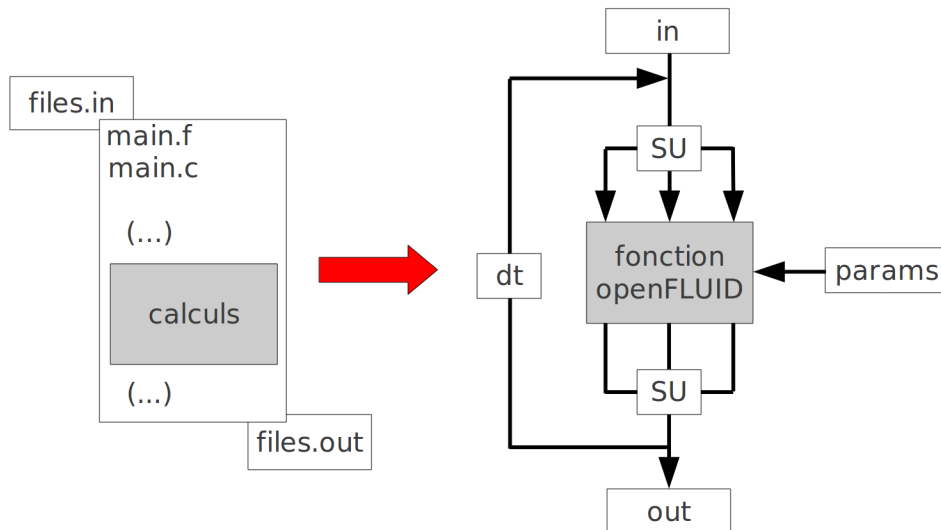 files.in
main.f
main.c
(...)
calculs
(...)
files.out
in
SU
fonction
openFLUID
params
dt
SU
out